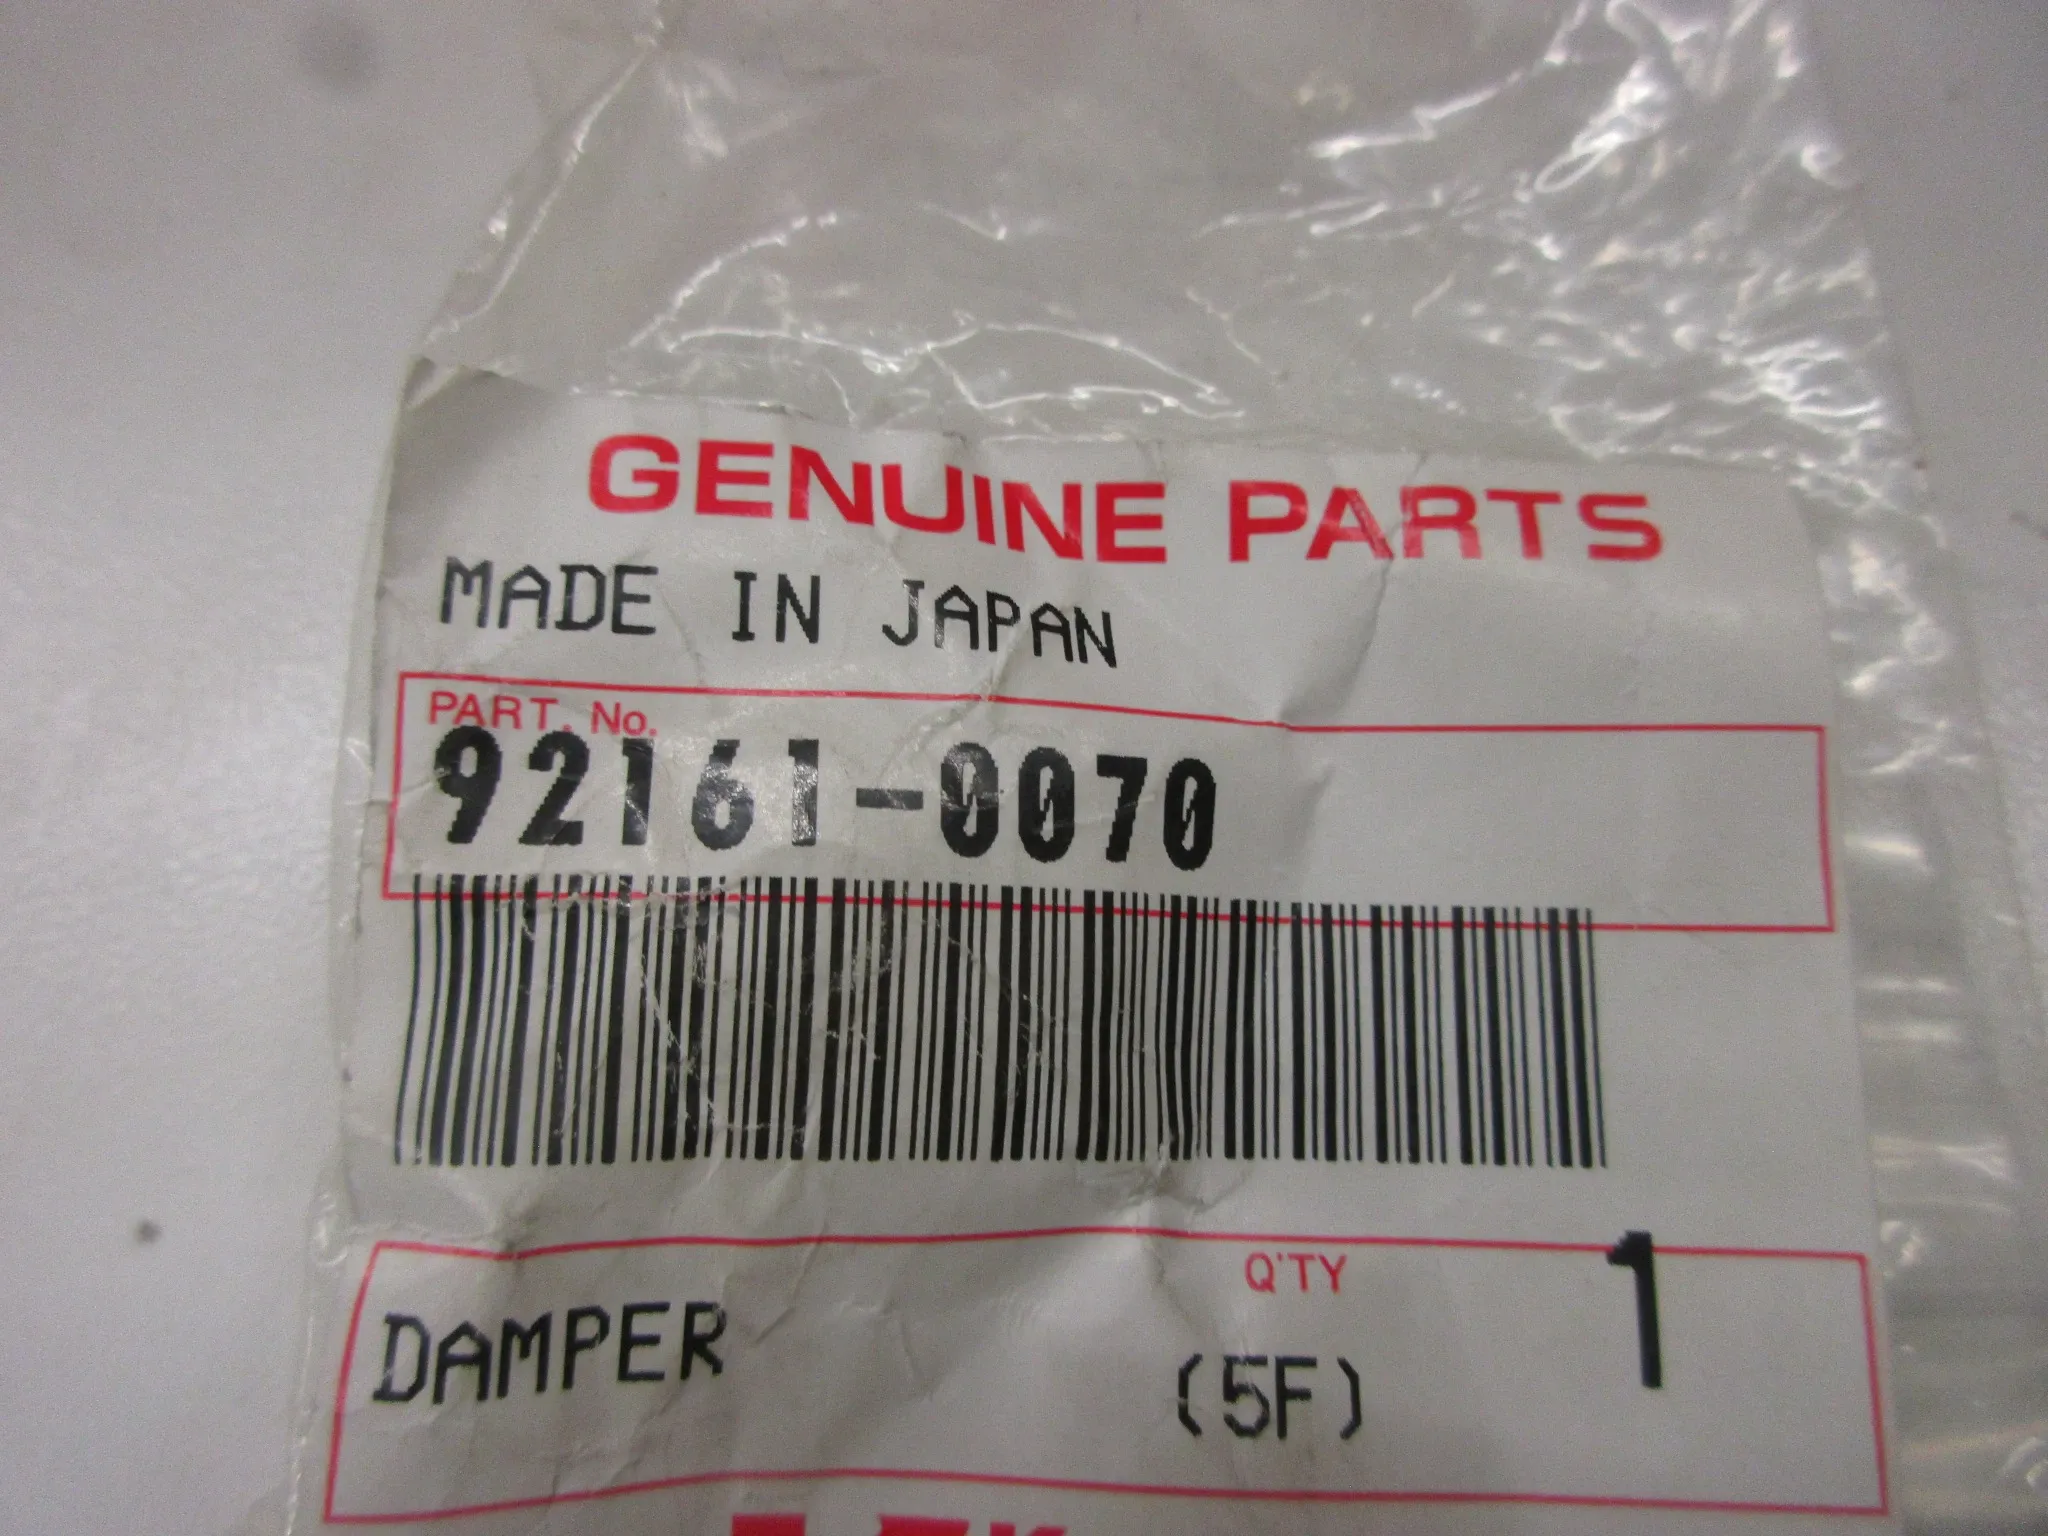 GENUINE PARTS
MADE IN JAPAN
PART. No.
92161-0070
Q'TY 1
DAMPER (5F)